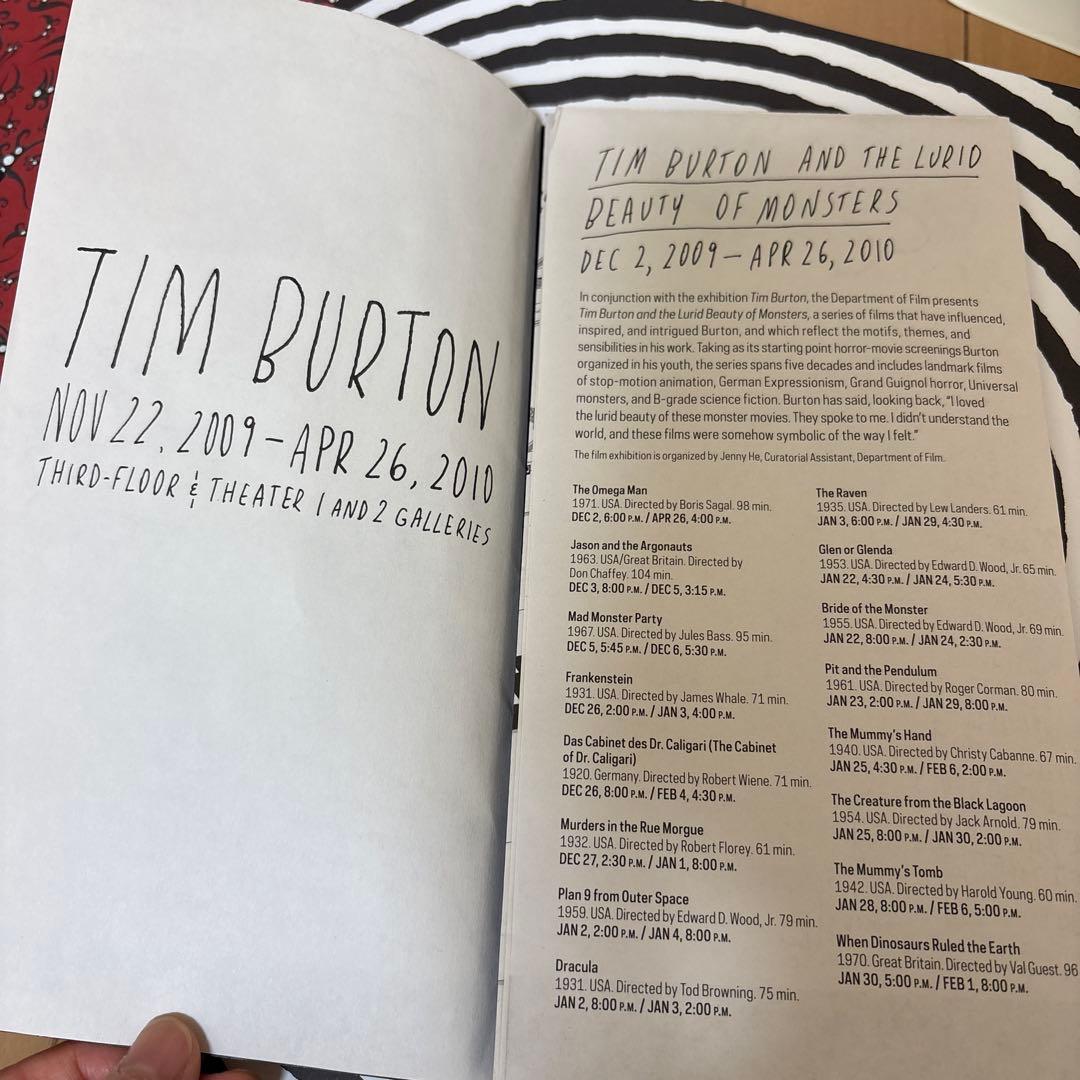 TIM BURTON
NOV 22, 2009 – APR 26, 2010
THIRD-FLOOR & THEATER 1 AND 2 GALLERIES
TIM BURTON AND THE LURID
BEAUTY OF MONSTERS
DEC 2, 2009 – APR 26, 2010
In conjunction with the exhibition Tim Burton, the Department of Film presents
Tim Burton and the Lurid Beauty of Monsters, a series of films that have influenced,
inspired, and intrigued Burton, and which reflect the motifs, themes, and
sensibilities in his work. Taking as its starting point horror-movie screenings Burton
organized in his youth, the series spans five decades and includes landmark films
of stop-motion animation, German Expressionism, Grand Guignol horror, Universal
monsters, and B-grade science fiction. Burton has said, looking back, "I loved
the lurid beauty of these monster movies. They spoke to me. I didn't understand the
world, and these films were somehow symbolic of the way I felt."
The film exhibition is organized by Jenny He, Curatorial Assistant, Department of Film.
The Omega Man
1971. USA. Directed by Boris Sagal. 98 min.
DEC 2, 6:00 P.M. / APR 26, 4:00 P.M.
Jason and the Argonauts
1963. USA/Great Britain. Directed by
Don Chaffey. 104 min.
DEC 3, 8:00 P.M. / DEC 5, 3:15 P.M.
Mad Monster Party
1967. USA. Directed by Jules Bass. 95 min.
DEC 5, 5:45 P.M. / DEC 6, 5:30 P.M.
Frankenstein
1931. USA. Directed by James Whale. 71 min.
DEC 26, 2:00 P.M. / JAN 3, 4:00 P.M.
Das Cabinet des Dr. Caligari (The Cabinet
of Dr. Caligari)
1920. Germany. Directed by Robert Wiene. 71 min.
DEC 26, 8:00 P.M. / FEB 4, 4:30 P.M.
Murders in the Rue Morgue
1932. USA. Directed by Robert Florey. 61 min.
DEC 27, 2:30 P.M. / JAN 1, 8:00 P.M.
Plan 9 from Outer Space
1959. USA. Directed by Edward D. Wood, Jr. 79 min.
JAN 2, 2:00 P.M. / JAN 4, 8:00 P.M.
Dracula
1931. USA. Directed by Tod Browning. 75 min.
JAN 2, 8:00 P.M. / JAN 3, 2:00 P.M.
The Raven
1935. USA. Directed by Lew Landers. 61 min.
JAN 3, 6:00 P.M. / JAN 29, 4:30 P.M.
Glen or Glenda
1953. USA. Directed by Edward D. Wood, Jr. 65 min.
JAN 22, 4:30 P.M. / JAN 24, 5:30 P.M.
Bride of the Monster
1955. USA. Directed by Edward D. Wood, Jr. 69 min.
JAN 22, 8:00 P.M. / JAN 24, 2:30 P.M.
Pit and the Pendulum
1961. USA. Directed by Roger Corman. 80 min.
JAN 23, 2:00 P.M. / JAN 29, 8:00 P.M.
The Mummy's Hand
1940. USA. Directed by Christy Cabanne. 67 min.
JAN 25, 4:30 P.M. / FEB 6, 2:00 P.M.
The Creature from the Black Lagoon
1954. USA. Directed by Jack Arnold. 79 min.
JAN 25, 8:00 P.M. / JAN 30, 2:00 P.M.
The Mummy's Tomb
1942. USA. Directed by Harold Young. 60 min.
JAN 28, 8:00 P.M. / FEB 6, 5:00 P.M.
When Dinosaurs Ruled the Earth
1970. Great Britain. Directed by Val Guest. 96
JAN 30, 5:00 P.M. / FEB 1, 8:00 P.M.